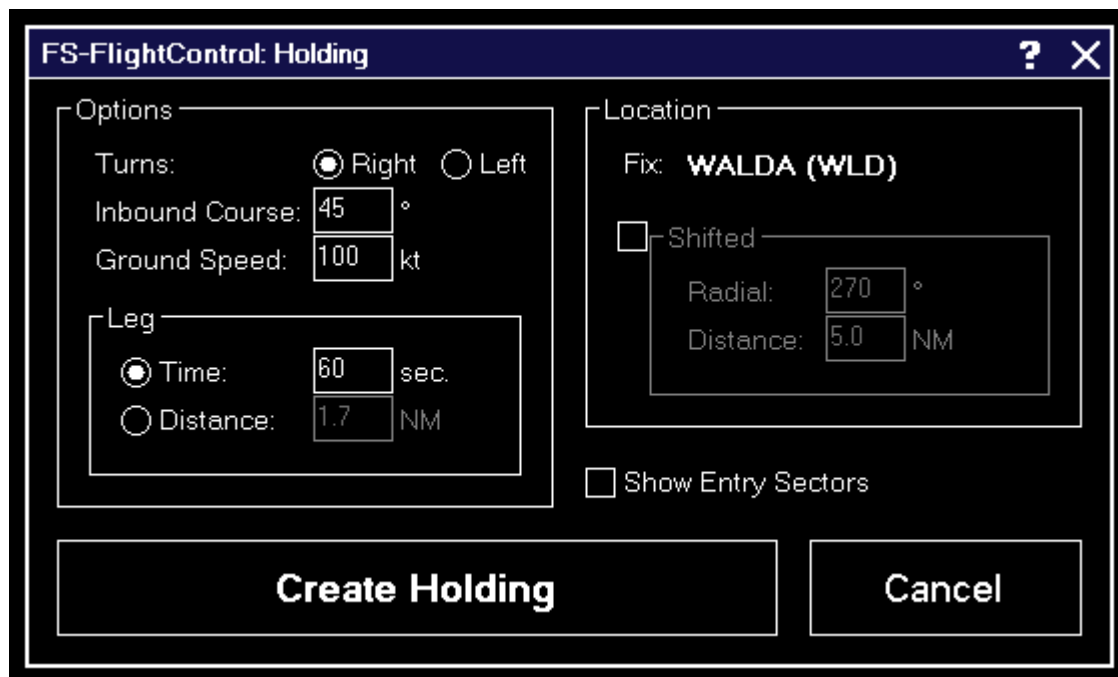 FS-FlightControl: Holding ? X
Options
Turns: Right Left
Inbound Course: 45 °
Ground Speed: 100 kt
Leg
Time: 60 sec.
Distance: 1.7 NM
Location
Fix: WALDA (WLD)
Shifted
Radial: 270 °
Distance: 5.0 NM
Show Entry Sectors
Create Holding
Cancel